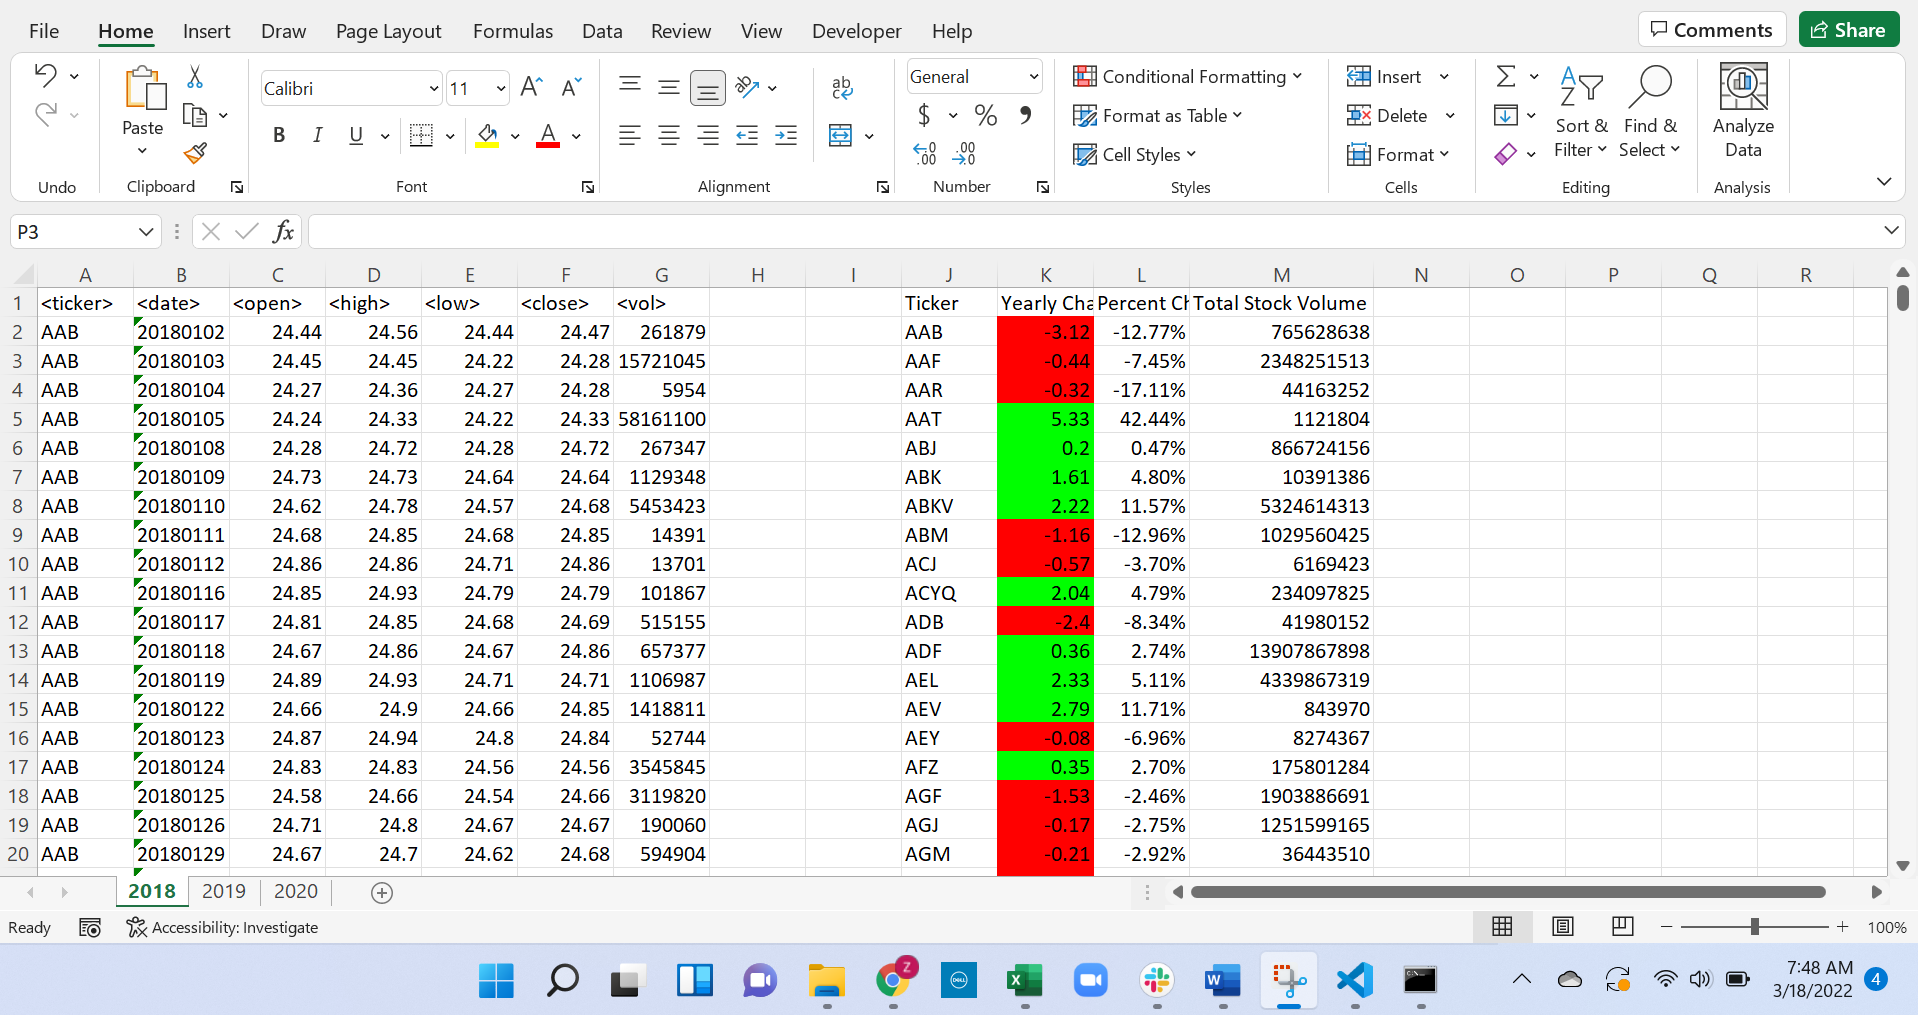 File Home Insert Draw Page Layout Formulas Data Review View Developer Help Comments Share
Calibri 11 General Conditional Formatting Insert
Paste $ % Format as Table Delete Sort & Filter Find & Select Analyze Data
B I U A Cell Styles Format
Undo Clipboard Font Alignment Number Styles Cells Editing Analysis
P3 fx
A B C D E F G H I J K L M N O P Q R
1 <ticker> <date> <open> <high> <low> <close> <vol> Ticker Yearly Cha Percent Ch Total Stock Volume
2 AAB 20180102 24.44 24.56 24.44 24.47 261879 AAB -3.12 -12.77% 765628638
3 AAB 20180103 24.45 24.45 24.22 24.28 15721045 AAF -0.44 -7.45% 2348251513
4 AAB 20180104 24.27 24.36 24.27 24.28 5954 AAR -0.32 -17.11% 44163252
5 AAB 20180105 24.24 24.33 24.22 24.33 58161100 AAT 5.33 42.44% 1121804
6 AAB 20180108 24.28 24.72 24.28 24.72 267347 ABJ 0.2 0.47% 866724156
7 AAB 20180109 24.73 24.73 24.64 24.64 1129348 ABK 1.61 4.80% 10391386
8 AAB 20180110 24.62 24.78 24.57 24.68 5453423 ABKV 2.22 11.57% 5324614313
9 AAB 20180111 24.68 24.85 24.68 24.85 14391 ABM -1.16 -12.96% 1029560425
10 AAB 20180112 24.86 24.86 24.71 24.86 13701 ACJ -0.57 -3.70% 6169423
11 AAB 20180116 24.85 24.93 24.79 24.79 101867 ACYQ 2.04 4.79% 234097825
12 AAB 20180117 24.81 24.85 24.68 24.69 515155 ADB -2.4 -8.34% 41980152
13 AAB 20180118 24.67 24.86 24.67 24.86 657377 ADF 0.36 2.74% 13907867898
14 AAB 20180119 24.89 24.93 24.71 24.71 1106987 AEL 2.33 5.11% 4339867319
15 AAB 20180122 24.66 24.9 24.66 24.85 1418811 AEV 2.79 11.71% 843970
16 AAB 20180123 24.87 24.94 24.8 24.84 52744 AEY -0.08 -6.96% 8274367
17 AAB 20180124 24.83 24.83 24.56 24.56 3545845 AFZ 0.35 2.70% 175801284
18 AAB 20180125 24.58 24.66 24.54 24.66 3119820 AGF -1.53 -2.46% 1903886691
19 AAB 20180126 24.71 24.8 24.67 24.67 190060 AGJ -0.17 -2.75% 1251599165
20 AAB 20180129 24.67 24.7 24.62 24.68 594904 AGM -0.21 -2.92% 36443510
2018 2019 2020
Ready Accessibility: Investigate 100%
7:48 AM
3/18/2022 4